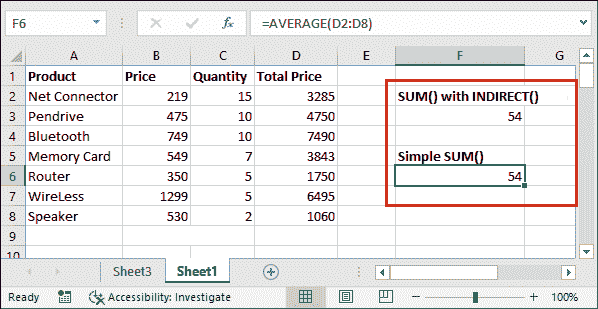 F6 =AVERAGE(D2:D8)
A B C D E F G
1 Product Price Quantity Total Price
2 Net Connector 219 15 3285 SUM() with INDIRECT()
3 Pendrive 475 10 4750 54
4 Bluetooth 749 10 7490
5 Memory Card 549 7 3843 Simple SUM()
6 Router 350 5 1750 54
7 WireLess 1299 5 6495
8 Speaker 530 2 1060
9
10
Sheet3 Sheet1
Ready Accessibility: Investigate 100%